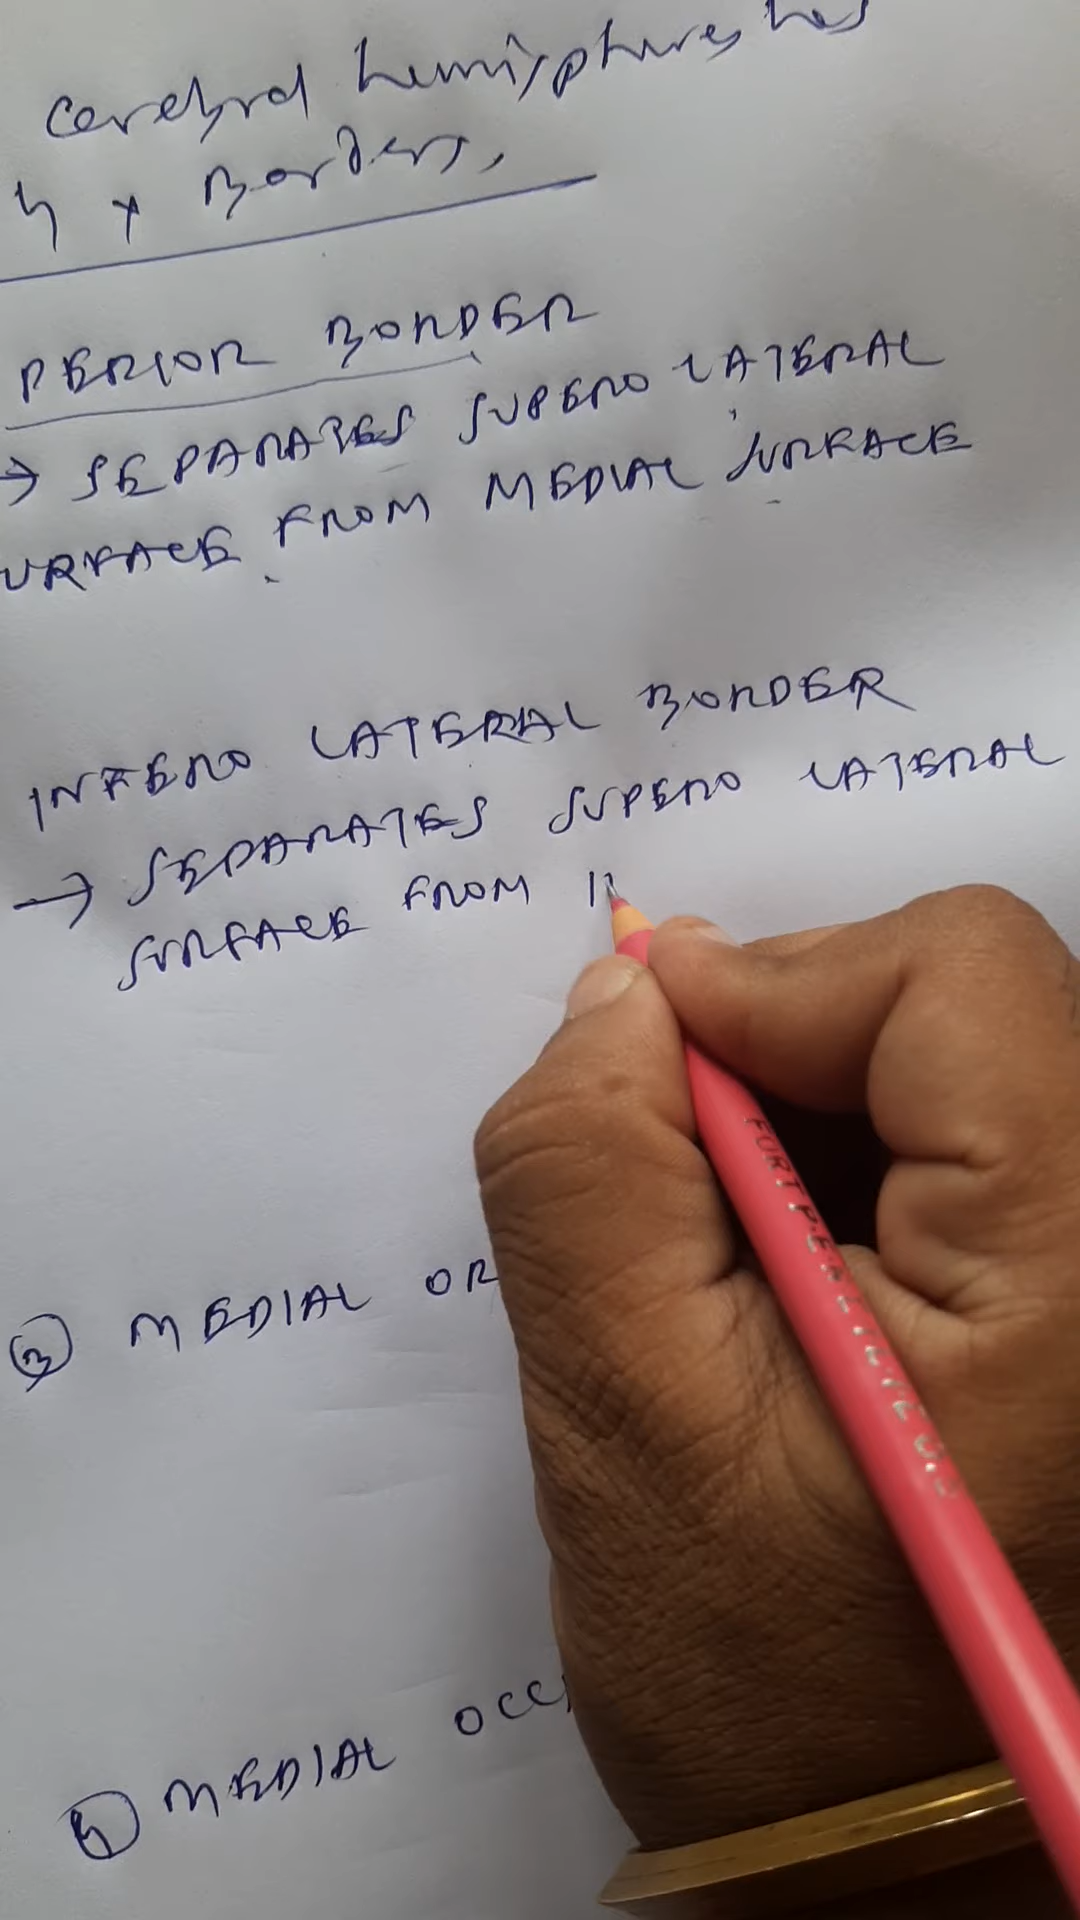 cerebral hemispheres has
4 x Borders,
PERIOR BORDER
→ SEPARATES SUPERO LATERAL
URFACE FROM MEDIAL SURFACE
INFERO LATERAL BORDER
→ SEPARATES SUPERO LATERAL
SURFACE FROM I
③ MEDIAL OR
④ MEDIAL OCC